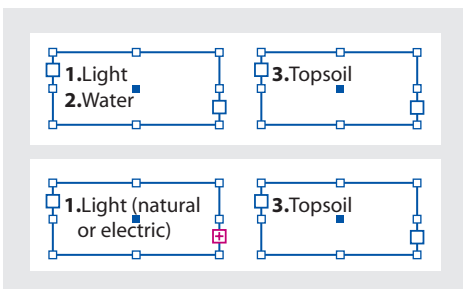 1.Light
2.Water
3.Topsoil
1.Light (natural
or electric)
3.Topsoil